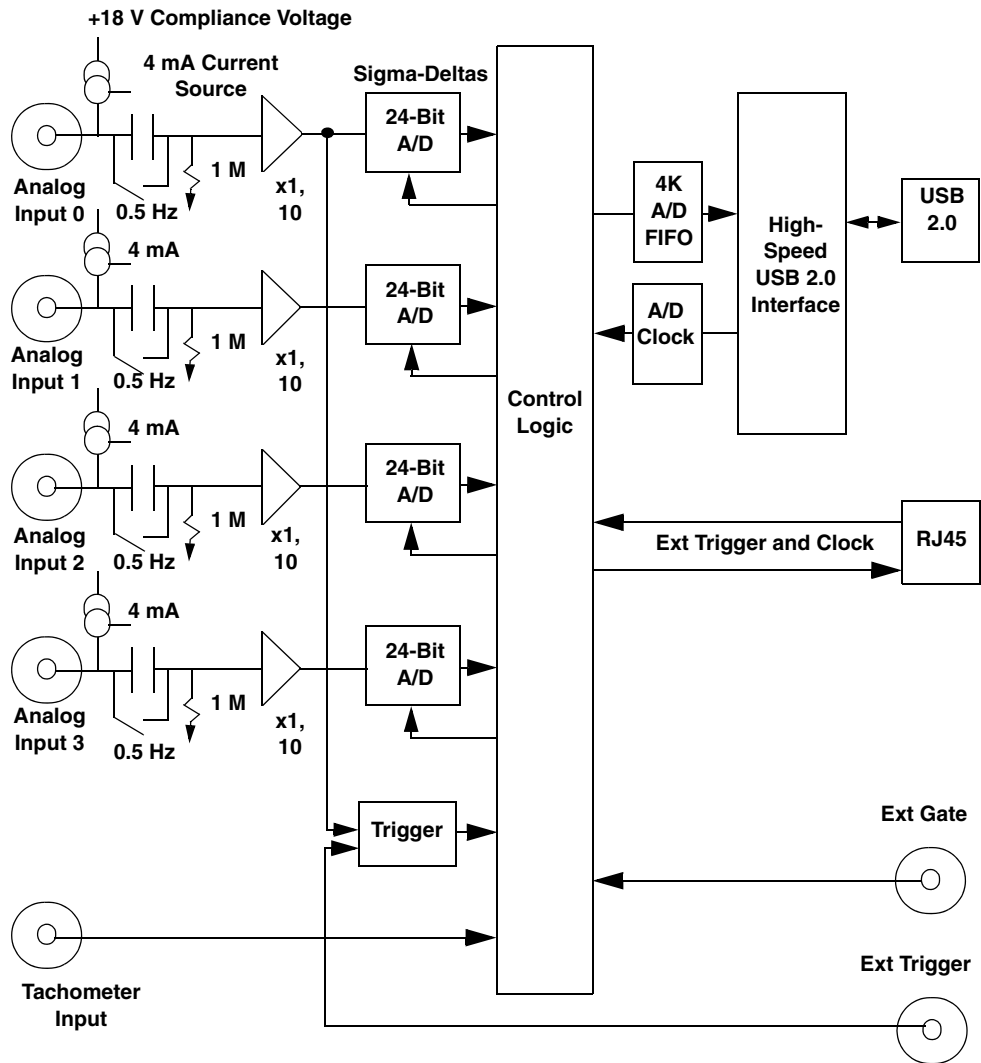 +18 V Compliance Voltage
4 mA Current
Source
Sigma-Deltas
24-Bit
A/D
Analog
Input 0
0.5 Hz
1 M
x1,
10
4 mA
24-Bit
A/D
Analog
Input 1
0.5 Hz
1 M
x1,
10
4 mA
24-Bit
A/D
Analog
Input 2
0.5 Hz
1 M
x1,
10
4 mA
24-Bit
A/D
Analog
Input 3
0.5 Hz
1 M
x1,
10
Trigger
Tachometer
Input
Control
Logic
4K
A/D
FIFO
A/D
Clock
High-
Speed
USB 2.0
Interface
USB
2.0
Ext Trigger and Clock
RJ45
Ext Gate
Ext Trigger